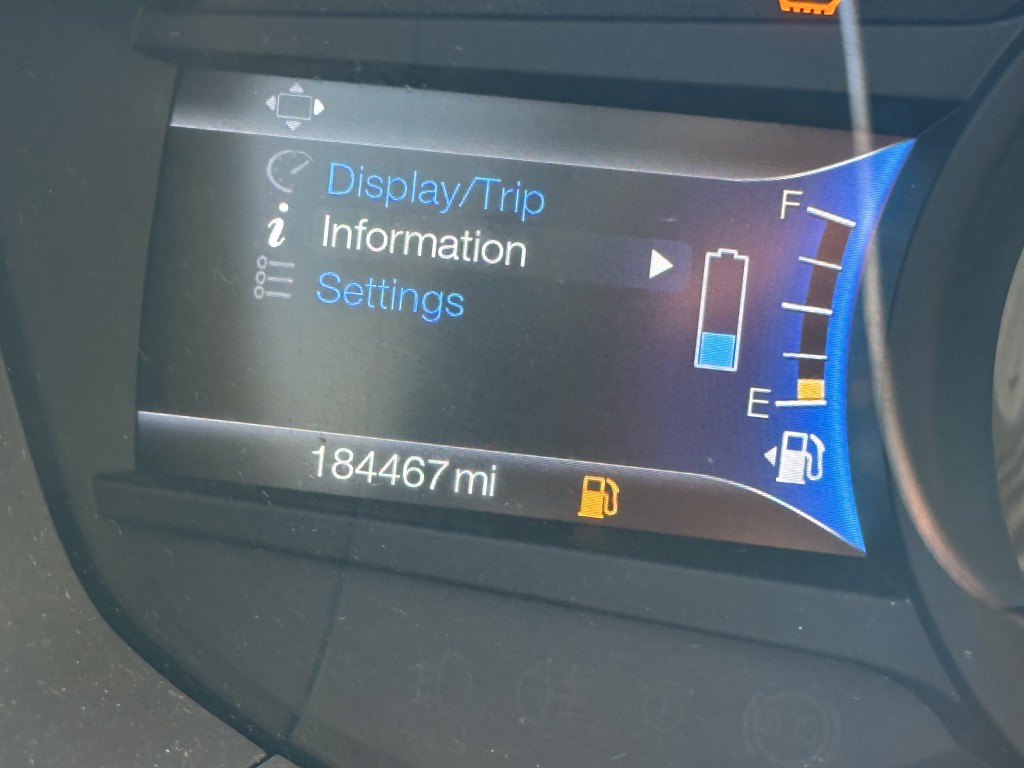 Display/Trip
Information
Settings
F
E
184467 mi